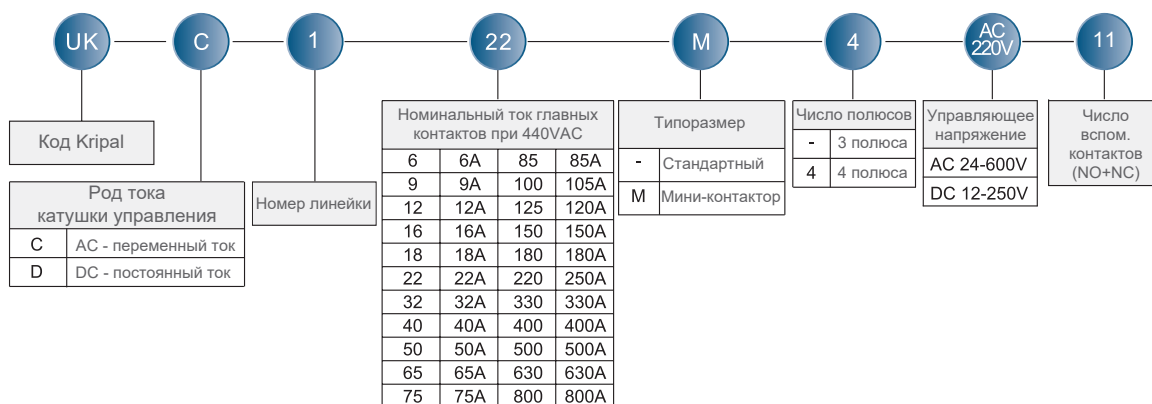 UK
C
1
22
M
4
AC
220V
11
Код Kripal
Род тока
катушки управления
C AC - переменный ток
D DC - постоянный ток
Номер линейки
Номинальный ток главных
контактов при 440VAC
6 6A 85 85A
9 9A 100 105A
12 12A 125 120A
16 16A 150 150A
18 18A 180 180A
22 22A 220 250A
32 32A 330 330A
40 40A 400 400A
50 50A 500 500A
65 65A 630 630A
75 75A 800 800A
Типоразмер
- Стандартный
M Мини-контактор
Число полюсов
- 3 полюса
4 4 полюса
Управляющее
напряжение
AC 24-600V
DC 12-250V
Число
вспом.
контактов
(NO+NC)